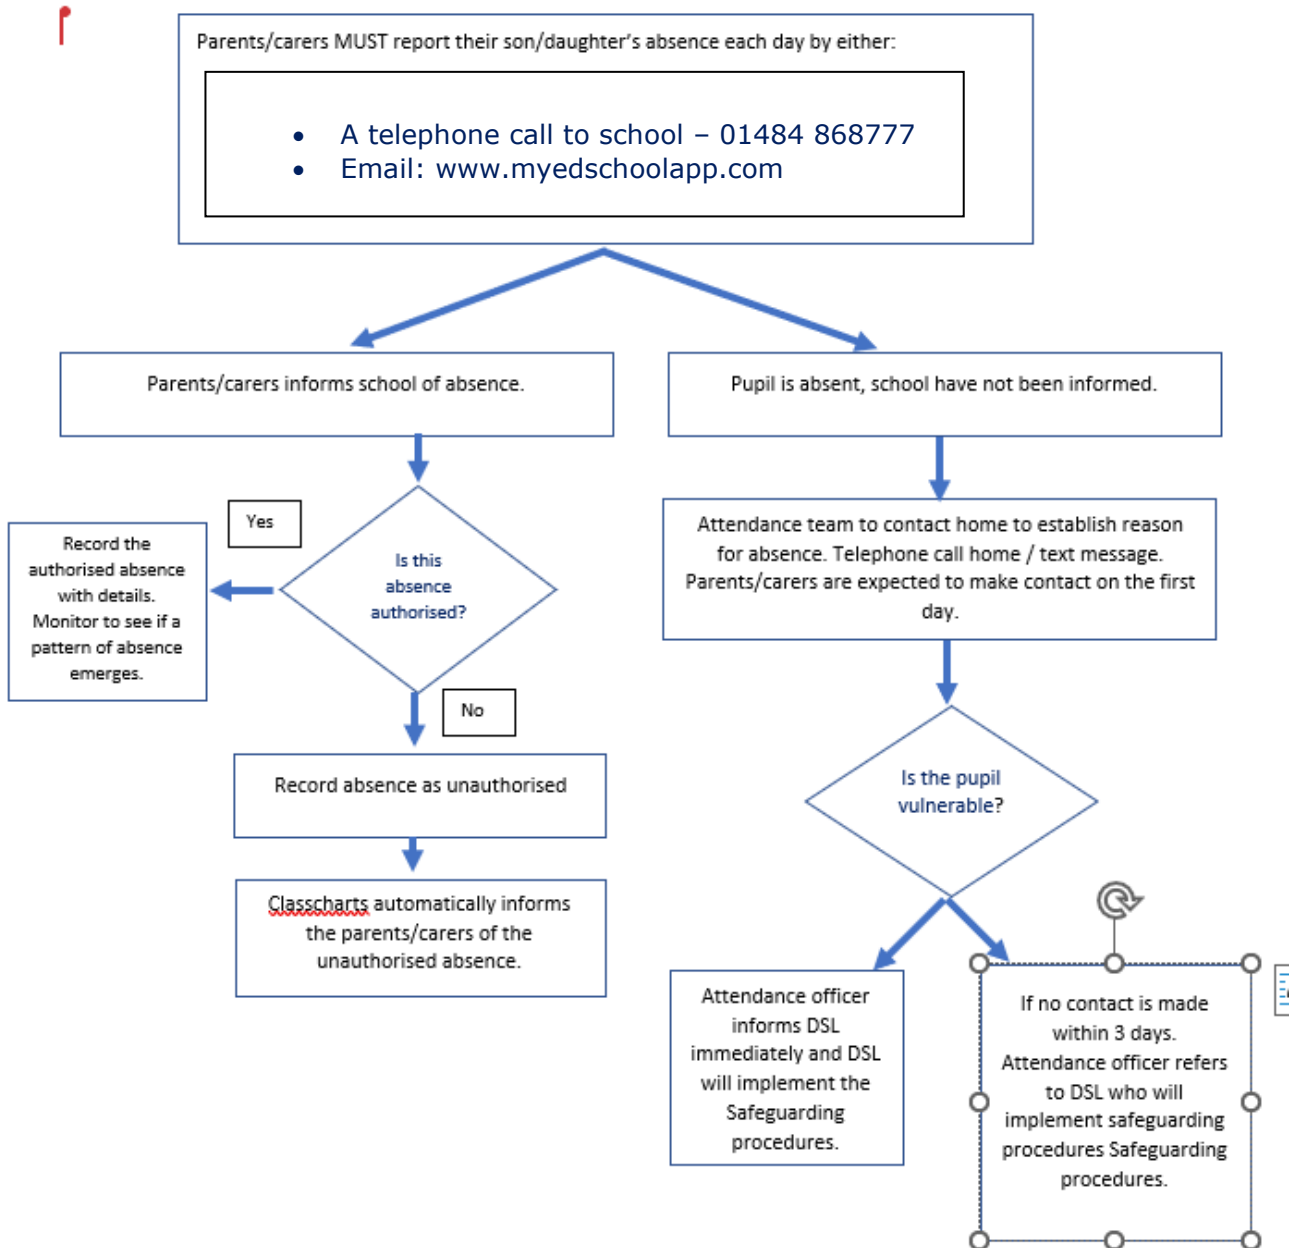 Parents/carers MUST report their son/daughter's absence each day by either:
• A telephone call to school – 01484 868777
• Email: www.myedschoolapp.com
Parents/carers informs school of absence.
Pupil is absent, school have not been informed.
Yes
Record the
authorised absence
with details.
Monitor to see if a
pattern of absence
emerges.
Is this
absence
authorised?
No
Record absence as unauthorised
Classcharts automatically informs
the parents/carers of the
unauthorised absence.
Attendance team to contact home to establish reason
for absence. Telephone call home / text message.
Parents/carers are expected to make contact on the first
day.
Is the pupil
vulnerable?
Attendance officer
informs DSL
immediately and DSL
will implement the
Safeguarding
procedures.
If no contact is made
within 3 days.
Attendance officer refers
to DSL who will
implement safeguarding
procedures Safeguarding
procedures.